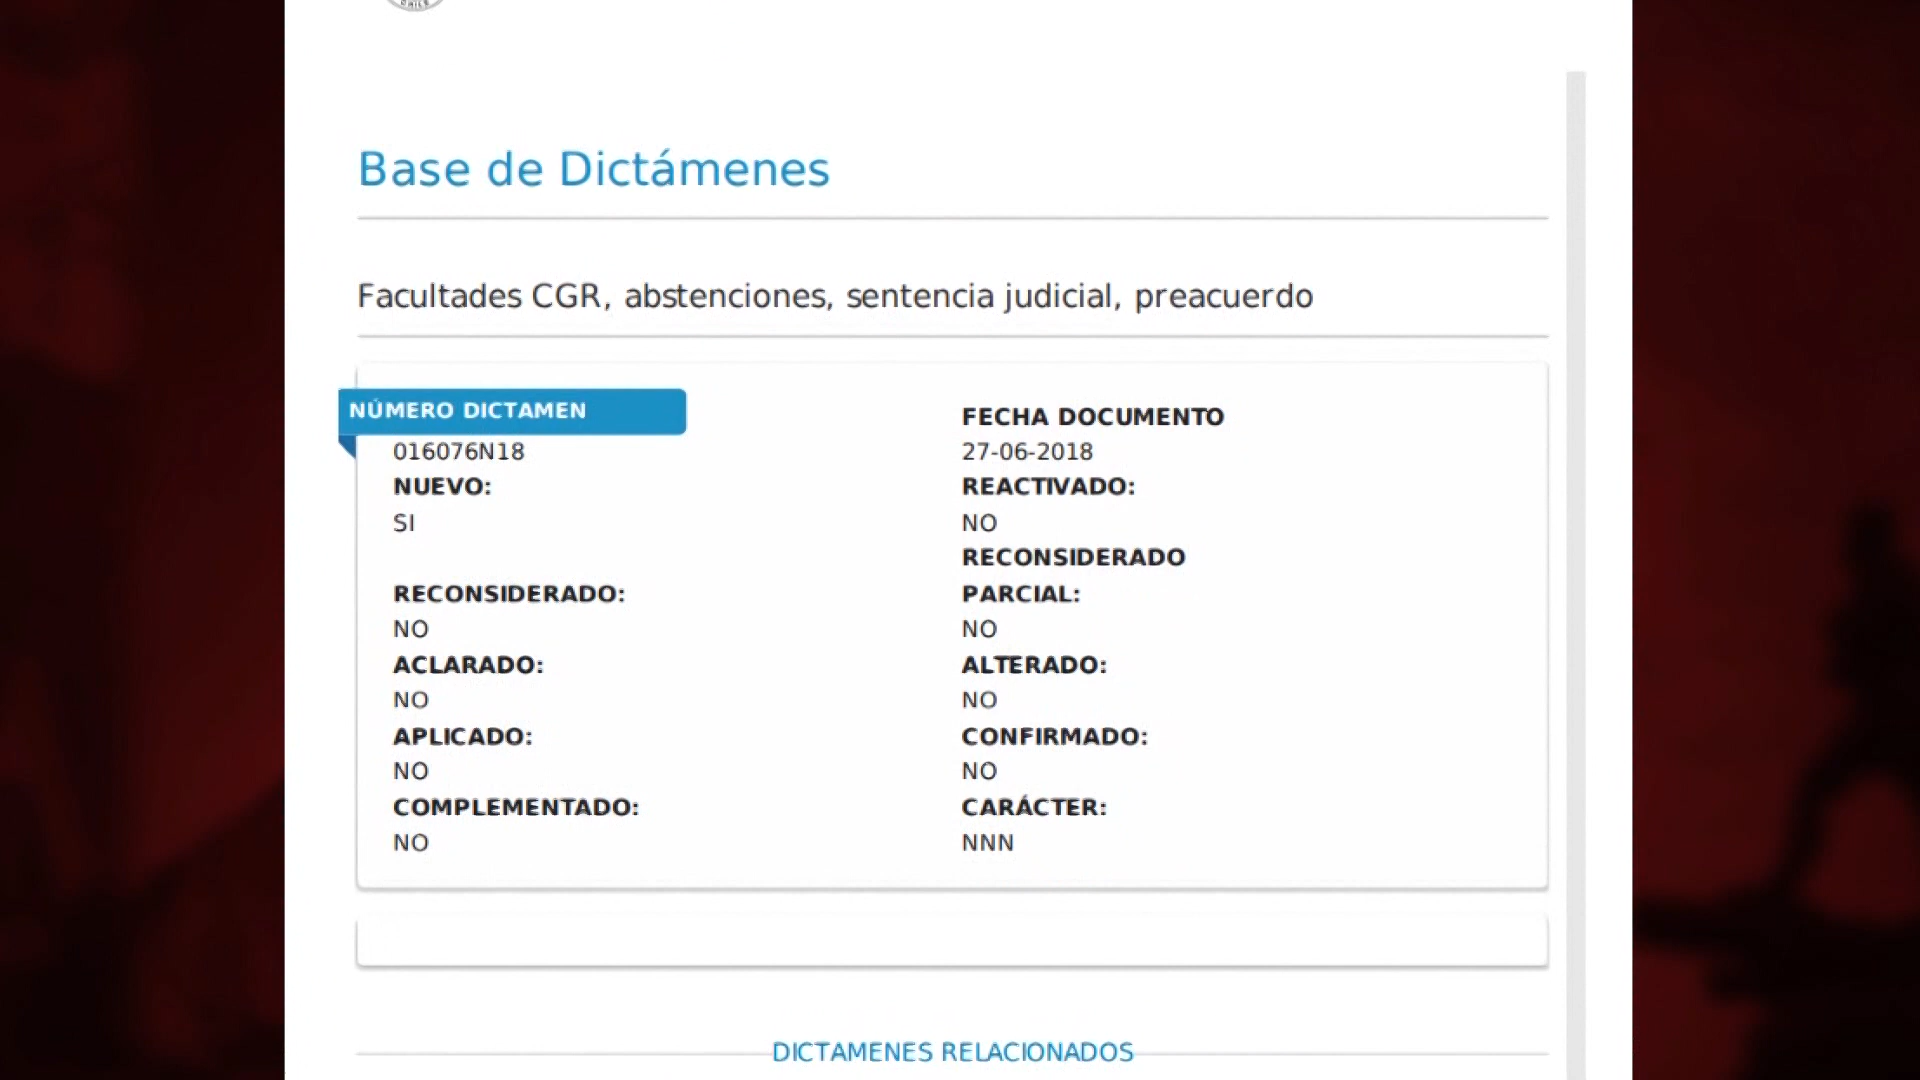 CHILE
Base de Dictámenes
Facultades CGR, abstenciones, sentencia judicial, preacuerdo
NÚMERO DICTAMEN
016076N18
FECHA DOCUMENTO
27-06-2018
NUEVO:
SI
REACTIVADO:
NO
RECONSIDERADO:
NO
RECONSIDERADO
PARCIAL:
NO
ACLARADO:
NO
ALTERADO:
NO
APLICADO:
NO
CONFIRMADO:
NO
COMPLEMENTADO:
NO
CARÁCTER:
NNN
DICTAMENES RELACIONADOS